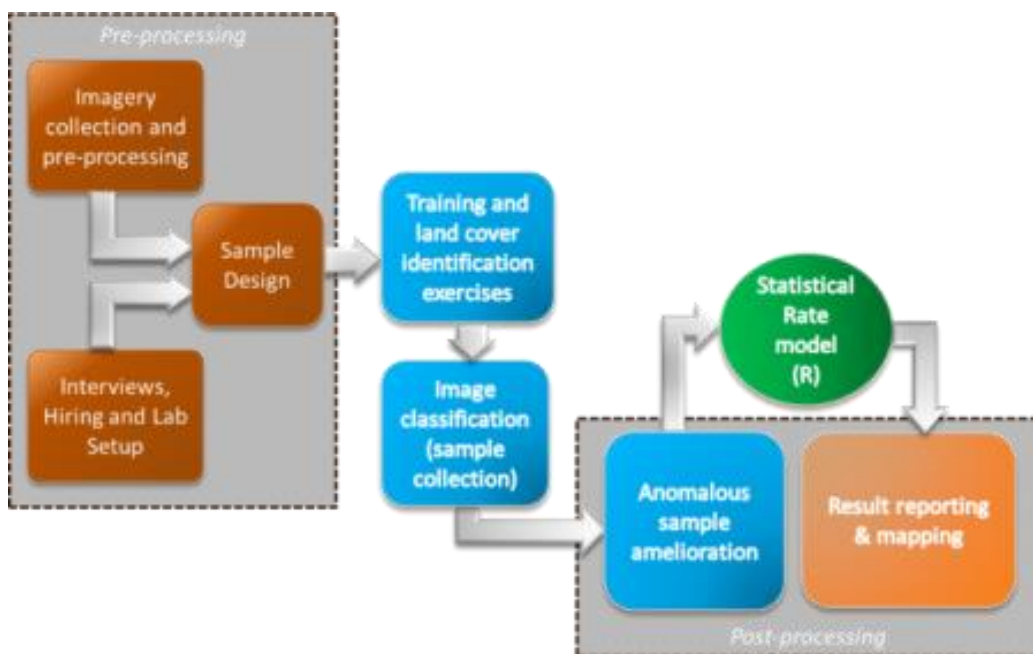 Pre-processing
Imagery
collection and
pre-processing
Sample
Design
Interviews,
Hiring and Lab
Setup
Training and
land cover
identification
exercises
Image
classification
(sample
collection)
Statistical
Rate
model
(R)
Anomalous
sample
amelioration
Result reporting
& mapping
Post-processing